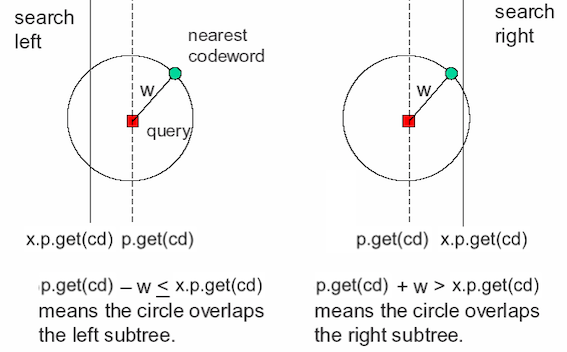 search
left
nearest
codeword
w
query
x.p.get(cd) p.get(cd)
p.get(cd) – w ≤ x.p.get(cd)
means the circle overlaps
the left subtree.
search
right
w
p.get(cd) x.p.get(cd)
p.get(cd) + w > x.p.get(cd)
means the circle overlaps
the right subtree.